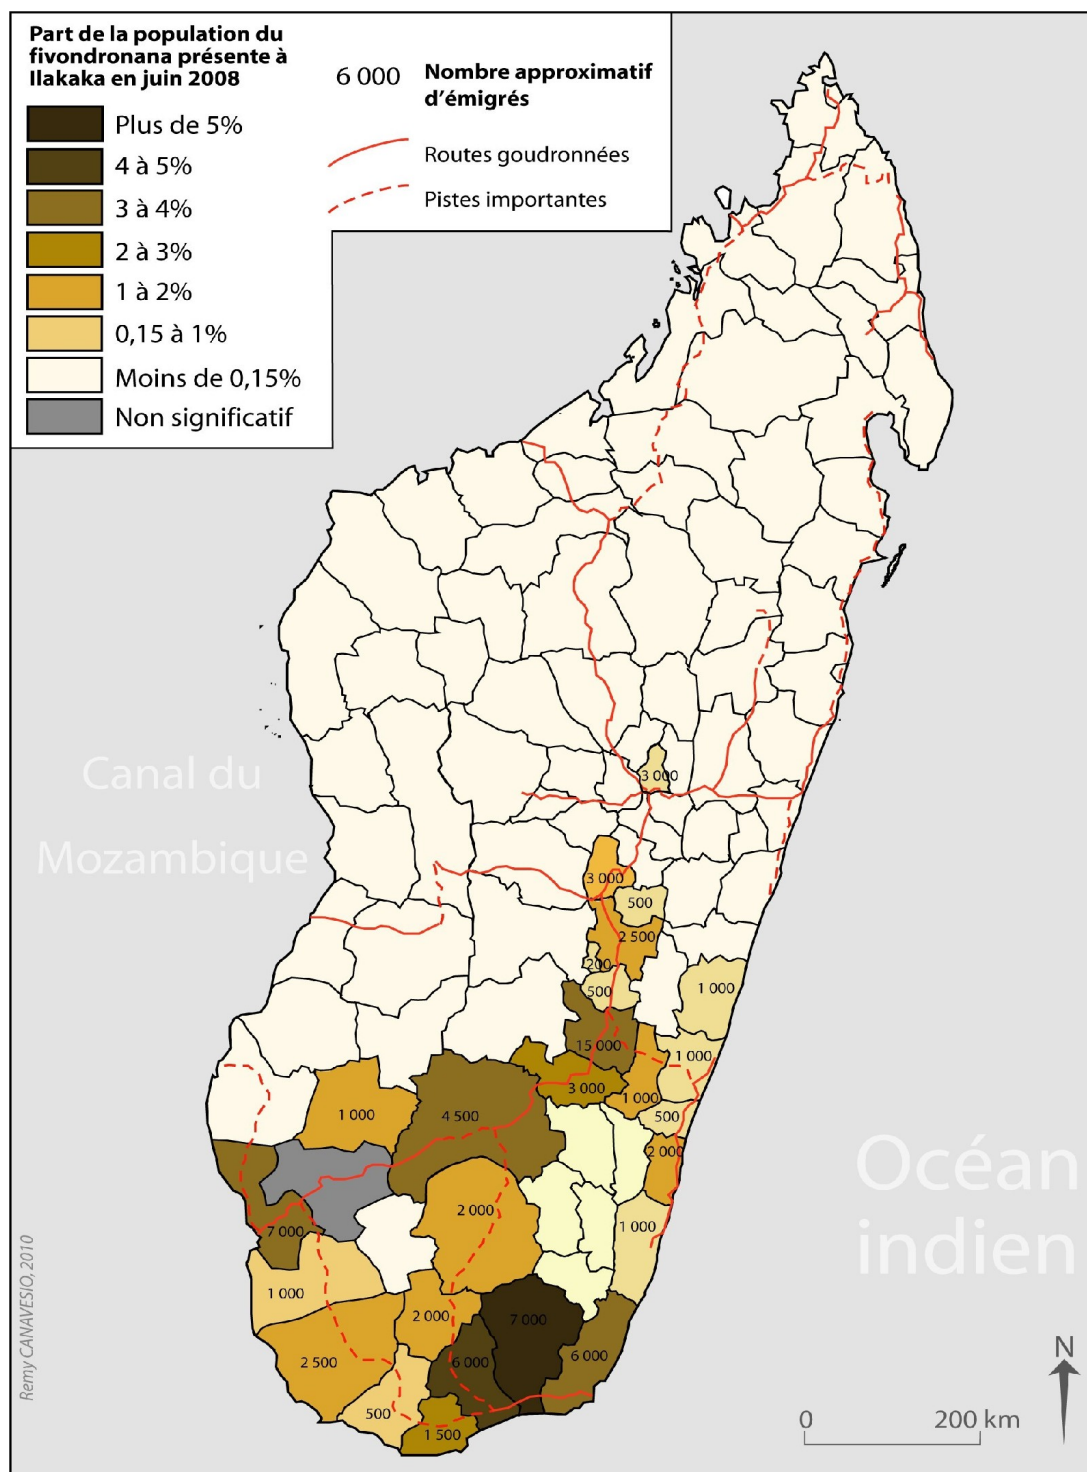 Part de la population du
fivondronana présente à
Ilakaka en juin 2008
Plus de 5%
4 à 5%
3 à 4%
2 à 3%
1 à 2%
0,15 à 1%
Moins de 0,15%
Non significatif
6 000 Nombre approximatif
d'émigrés
Routes goudronnées
Pistes importantes
Canal du
Mozambique
3 000
3 000
500
2 500
200
500
1 000
15 000
1 000
3 000
1 000
500
1 000
4 500
2 000
7 000
2 000
1 000
1 000
2 000
7 000
2 500
6 000
6 000
500
1 500
Océan
indien
N
0 200 km
Remy CANAVESIO, 2010